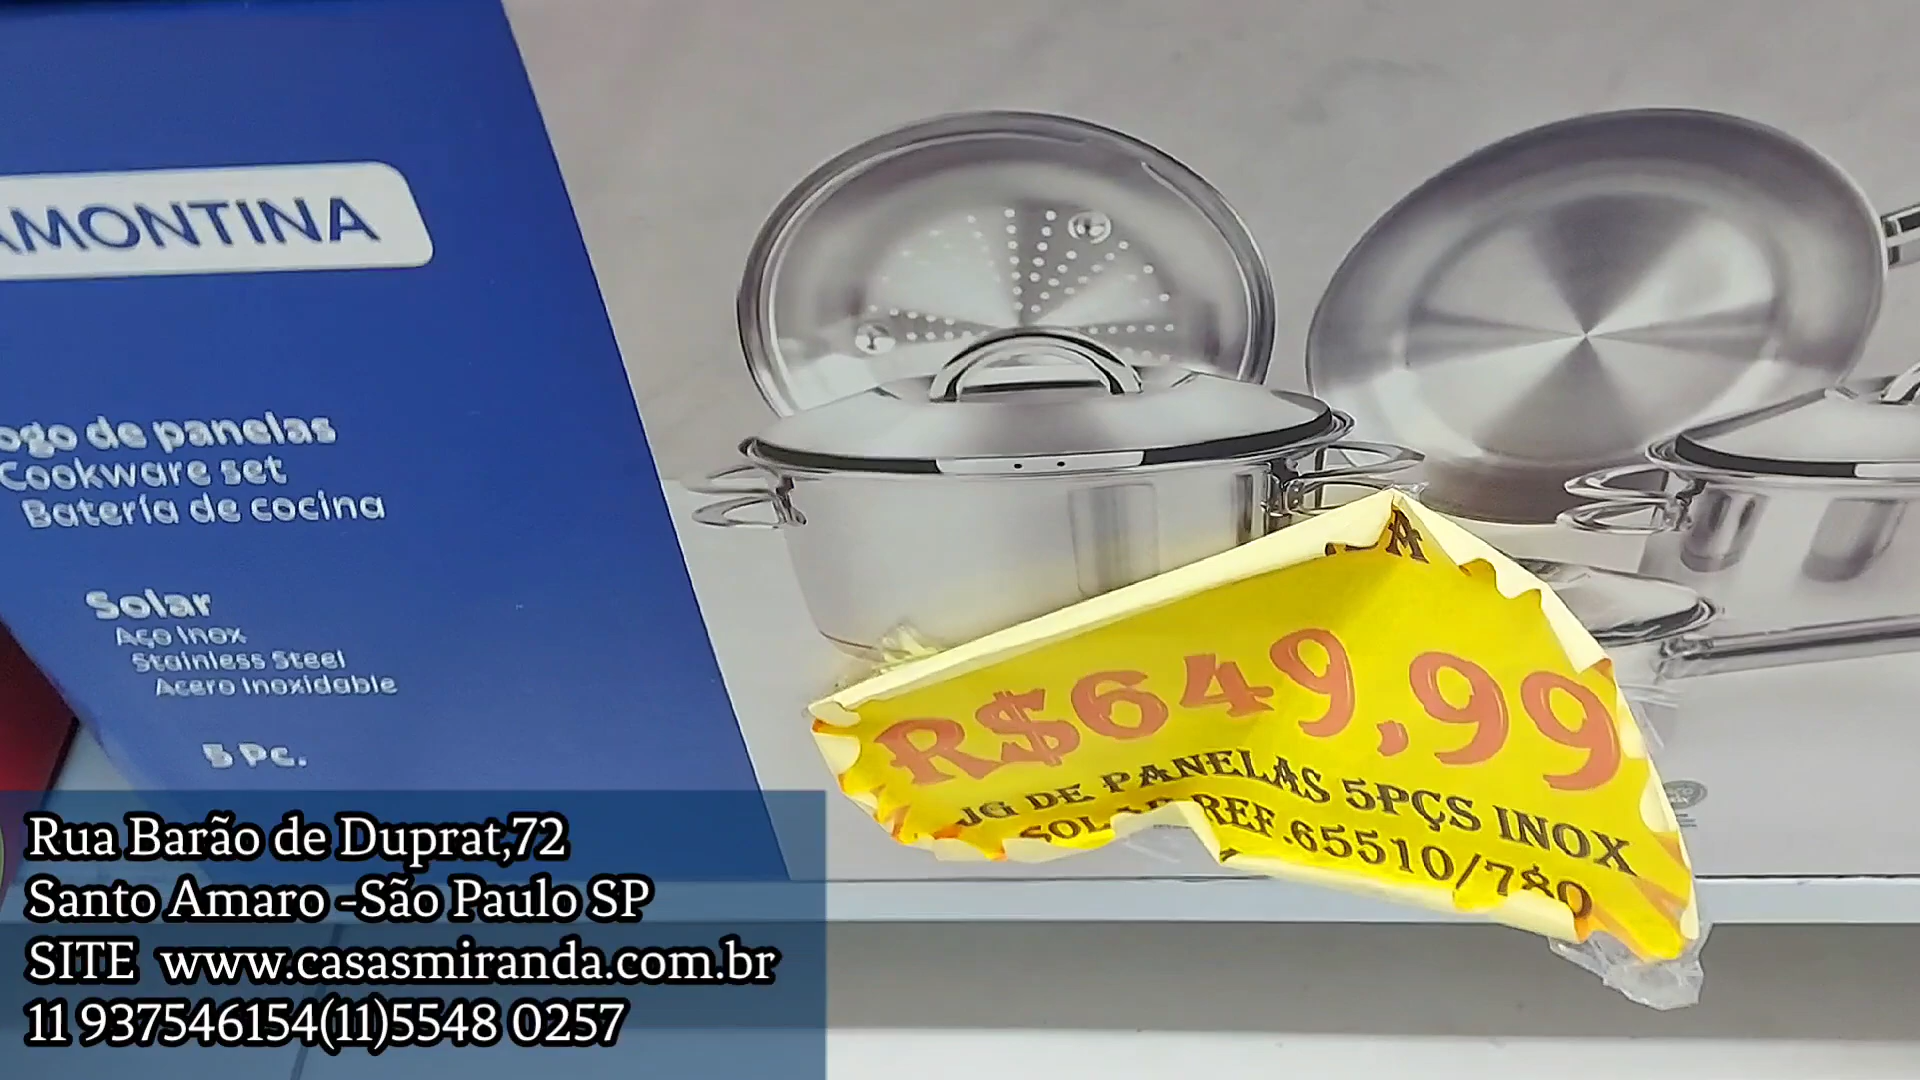 AMONTINA
ogo de panelas
Cookware set
Batería de cocina
Solar
Aço Inox
Stainless Steel
Acero Inoxidable
5 Pc.
R$649,99
JG DE PANELAS 5PÇS INOX
SOLAR REF.65510/780
Rua Barão de Duprat,72
Santo Amaro -São Paulo SP
SITE www.casasmiranda.com.br
11 937546154(11)5548 0257